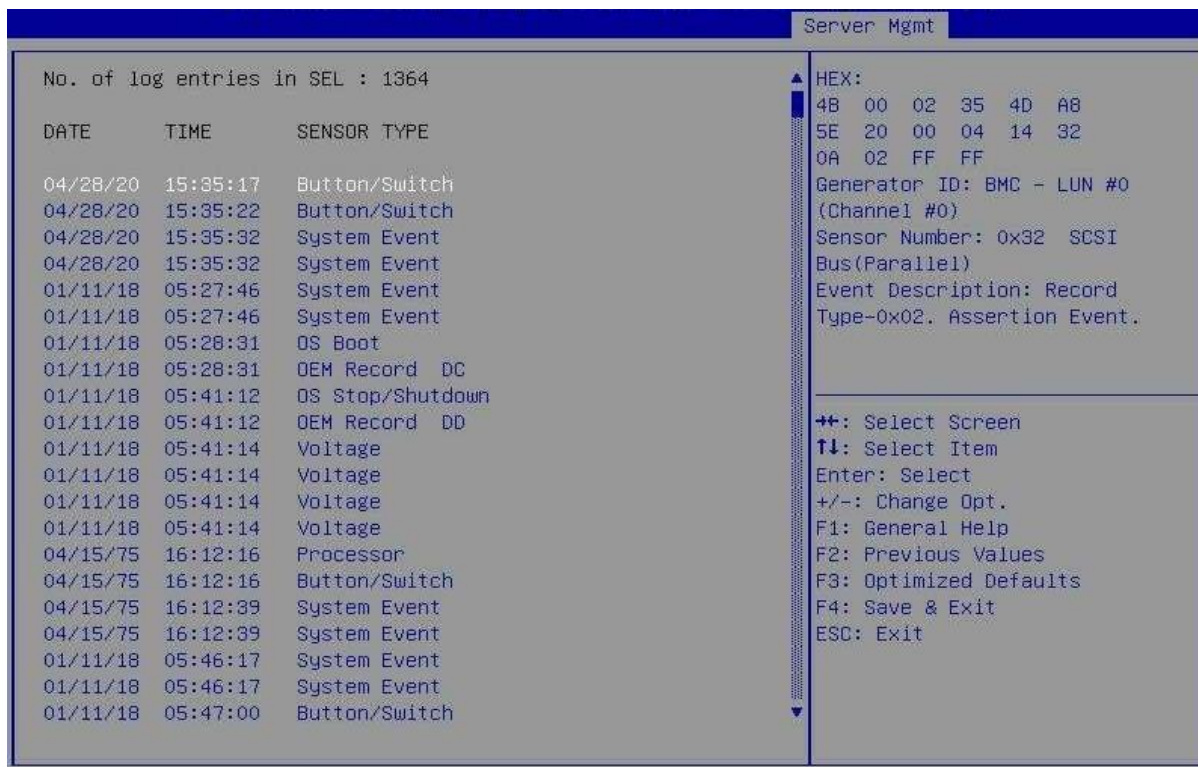 Server Mgmt
No. of log entries in SEL : 1364
DATE TIME SENSOR TYPE
04/28/20 15:35:17 Button/Switch
04/28/20 15:35:22 Button/Switch
04/28/20 15:35:32 System Event
04/28/20 15:35:32 System Event
01/11/18 05:27:46 System Event
01/11/18 05:27:46 System Event
01/11/18 05:28:31 OS Boot
01/11/18 05:28:31 OEM Record DC
01/11/18 05:41:12 OS Stop/Shutdown
01/11/18 05:41:12 OEM Record DD
01/11/18 05:41:14 Voltage
01/11/18 05:41:14 Voltage
01/11/18 05:41:14 Voltage
01/11/18 05:41:14 Voltage
04/15/75 16:12:16 Processor
04/15/75 16:12:16 Button/Switch
04/15/75 16:12:39 System Event
04/15/75 16:12:39 System Event
01/11/18 05:46:17 System Event
01/11/18 05:46:17 System Event
01/11/18 05:47:00 Button/Switch
HEX:
4B 00 02 35 4D A8
5E 20 00 04 14 32
0A 02 FF FF
Generator ID: BMC - LUN #0
(Channel #0)
Sensor Number: 0x32 SCSI
Bus(Parallel)
Event Description: Record
Type-0x02. Assertion Event.
→←: Select Screen
↑↓: Select Item
Enter: Select
+/-: Change Opt.
F1: General Help
F2: Previous Values
F3: Optimized Defaults
F4: Save & Exit
ESC: Exit